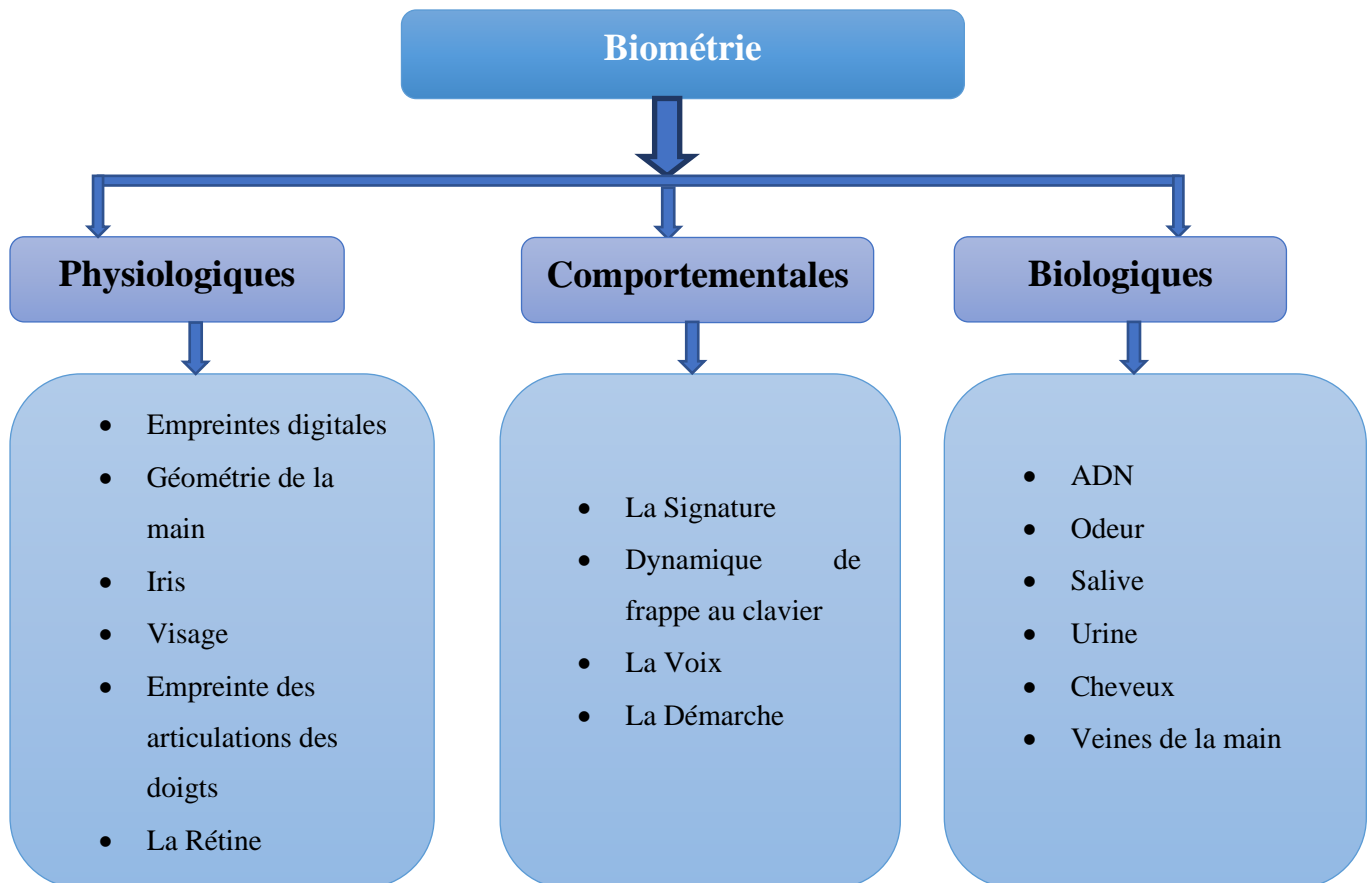 Biométrie
Physiologiques
• Empreintes digitales
• Géométrie de la
main
• Iris
• Visage
• Empreinte des
articulations des
doigts
• La Rétine
Comportementales
• La Signature
• Dynamique de
frappe au clavier
• La Voix
• La Démarche
Biologiques
• ADN
• Odeur
• Salive
• Urine
• Cheveux
• Veines de la main